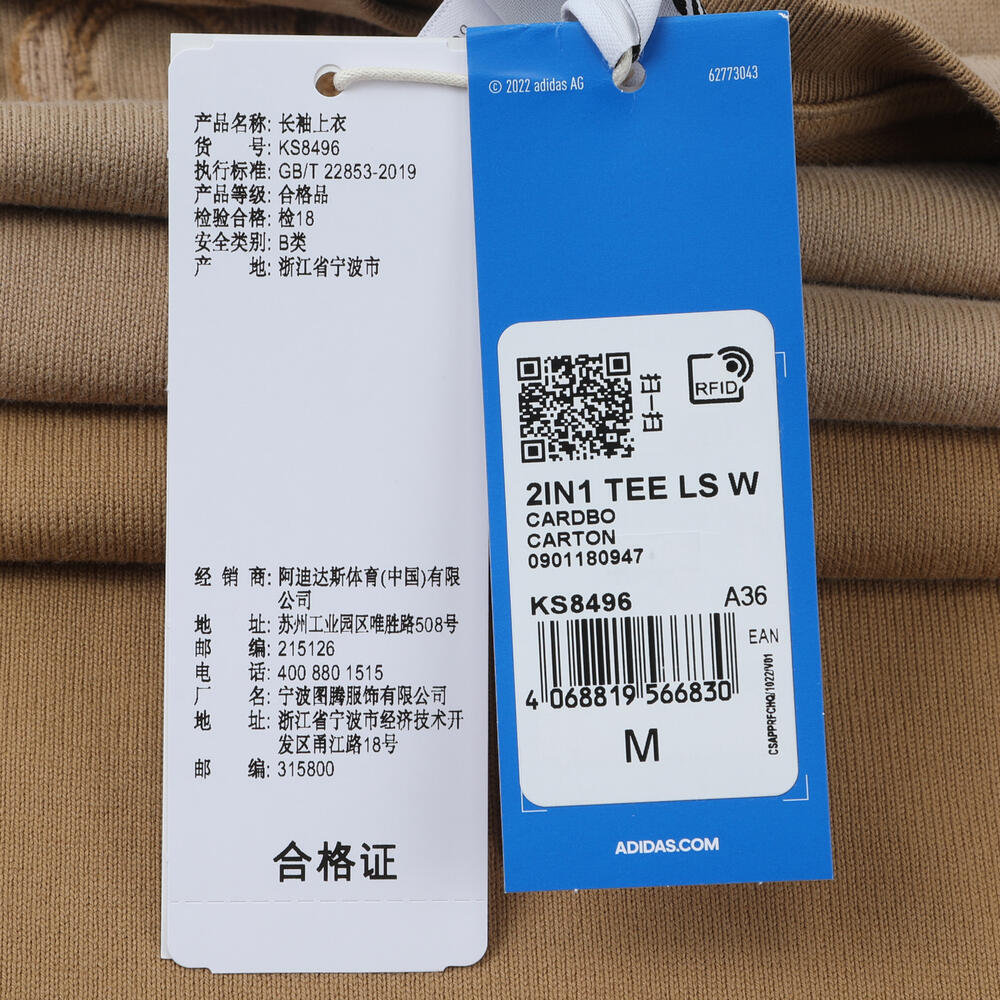 产品名称: 长袖上衣
货 号: KS8496
执行标准: GB/T 22853-2019
产品等级: 合格品
检验合格: 检18
安全类别: B类
产 地: 浙江省宁波市
经 销 商: 阿迪达斯体育(中国)有限
公司
地 址: 苏州工业园区唯胜路508号
邮 编: 215126
电 话: 400 880 1515
厂 名: 宁波图腾服饰有限公司
地 址: 浙江省宁波市经济技术开
发区甬江路18号
邮 编: 315800
合格证
© 2022 adidas AG
62773043
扫一扫
RFID
2IN1 TEE LS W
CARDBO
CARTON
0901180947
KS8496
A36
EAN
4 068819 566830
CSAPPRFCHQ/1022/V01
M
ADIDAS.COM